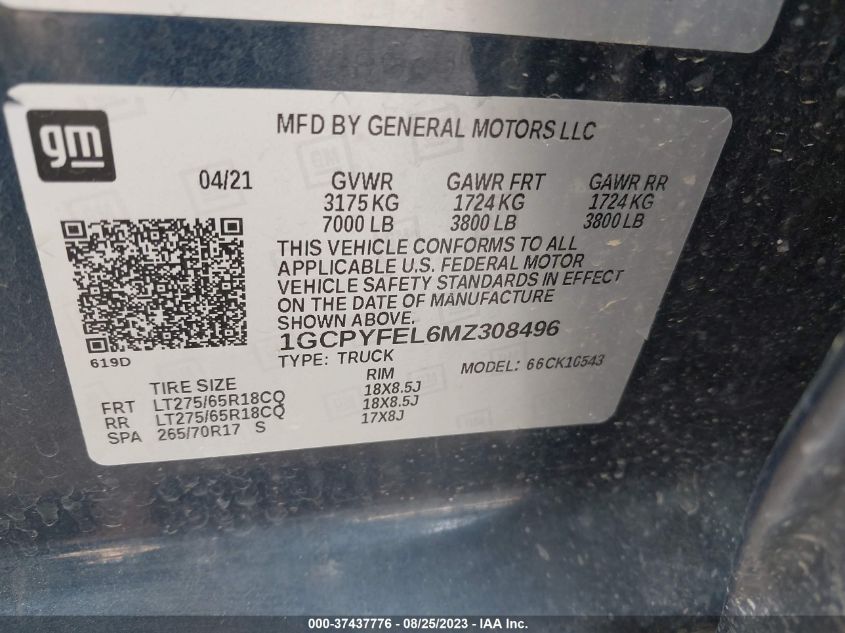 gm
MFD BY GENERAL MOTORS LLC
04/21 GVWR GAWR FRT GAWR RR
3175 KG 1724 KG 1724 KG
7000 LB 3800 LB 3800 LB
THIS VEHICLE CONFORMS TO ALL
APPLICABLE U.S. FEDERAL MOTOR
VEHICLE SAFETY STANDARDS IN EFFECT
ON THE DATE OF MANUFACTURE
SHOWN ABOVE.
1GCPYFEL6MZ308496
619D
TYPE: TRUCK MODEL: 66CK10543
TIRE SIZE RIM
FRT LT275/65R18CQ 18X8.5J
RR LT275/65R18CQ 18X8.5J
SPA 265/70R17 S 17X8J
000-37437776 - 08/25/2023 - IAA Inc.